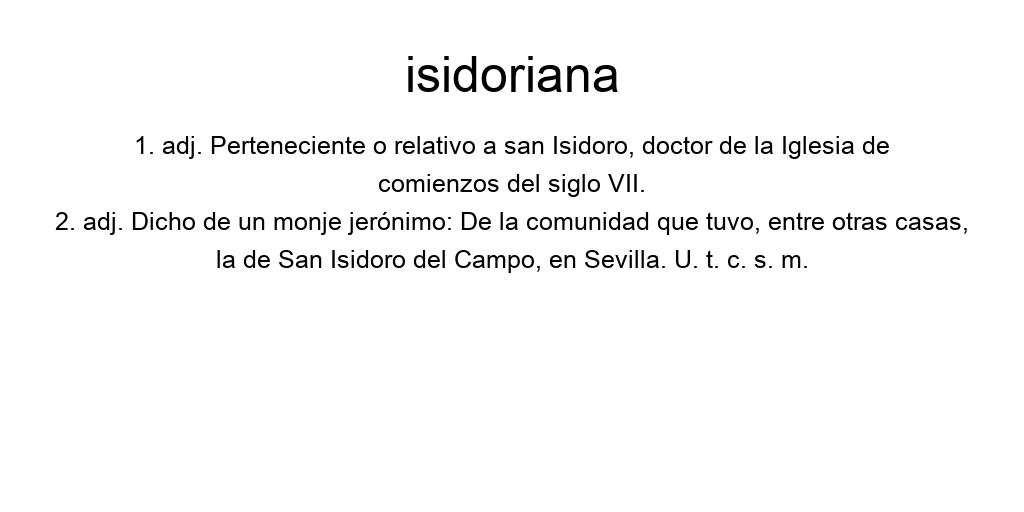 isidoriana
1. adj. Perteneciente o relativo a san Isidoro, doctor de la Iglesia de
comienzos del siglo VII.
2. adj. Dicho de un monje jerónimo: De la comunidad que tuvo, entre otras casas,
la de San Isidoro del Campo, en Sevilla. U. t. c. s. m.